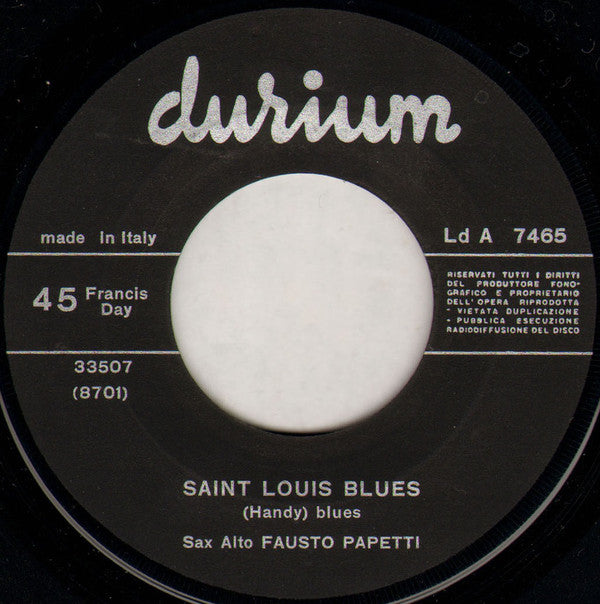 durium
made In Italy
Ld A 7465
45 Francis
Day
RISERVATI TUTTI I DIRITTI
DEL PRODUTTORE FONO-
GRAFICO E PROPRIETARIO
DELL'OPERA RIPRODOTTA
- VIETATA DUPLICAZIONE
- PUBBLICA ESECUZIONE
RADIODIFFUSIONE DEL DISCO
33507
(8701)
SAINT LOUIS BLUES
(Handy) blues
Sax Alto FAUSTO PAPETTI